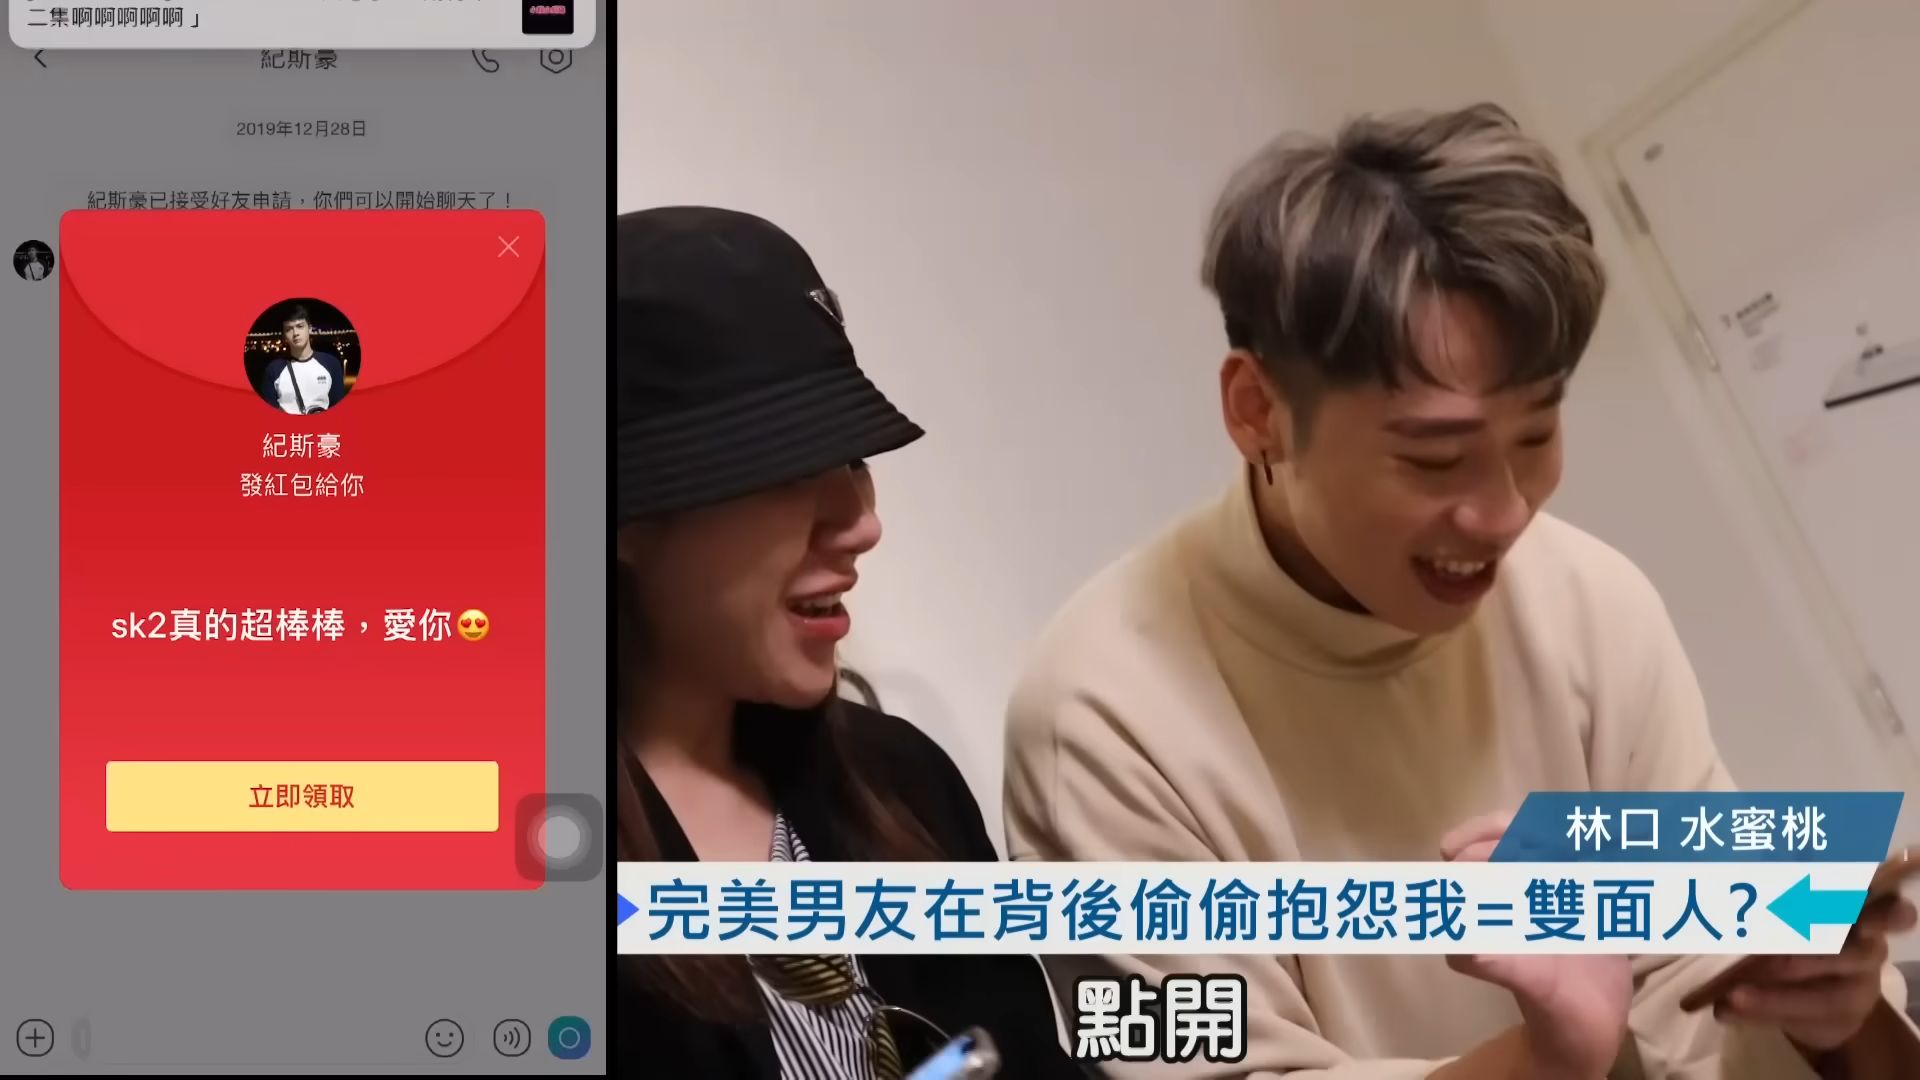 二集啊啊啊啊啊」
紀斯豪
2019年12月28日
紀斯豪已接受好友申請，你們可以開始聊天了！
紀斯豪
發紅包給你
sk2真的超棒棒，愛你😍
立即領取
林口 水蜜桃
完美男友在背後偷偷抱怨我=雙面人?
點開